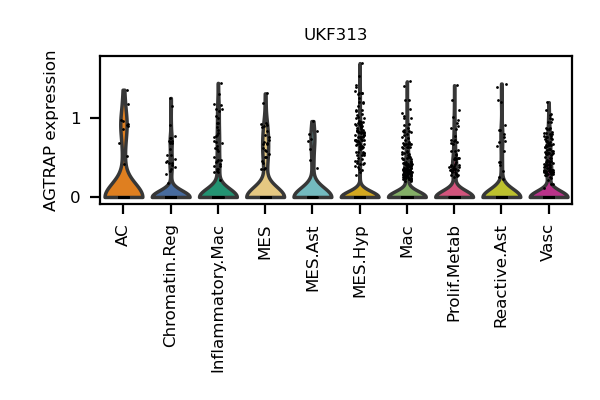 UKF313
AGTRAP expression
1
0
AC
Chromatin.Reg
Inflammatory.Mac
MES
MES.Ast
MES.Hyp
Mac
Prolif.Metab
Reactive.Ast
Vasc